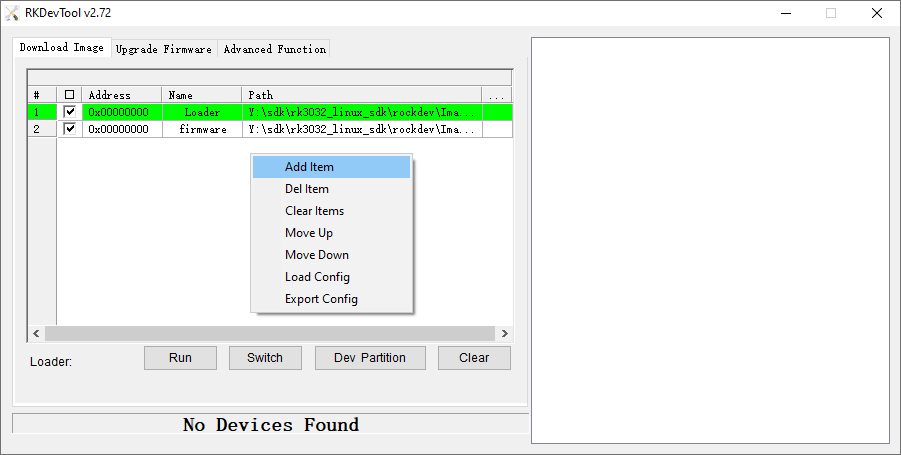 RKDevTool v2.72
Download Image Upgrade Firmware Advanced Function
# Address Name Path ...
1 0x00000000 Loader Y:\sdk\rk3032_linux_sdk\rockdev\Ima...
2 0x00000000 firmware Y:\sdk\rk3032_linux_sdk\rockdev\Ima...
Add Item
Del Item
Clear Items
Move Up
Move Down
Load Config
Export Config
Loader: Run Switch Dev Partition Clear
No Devices Found